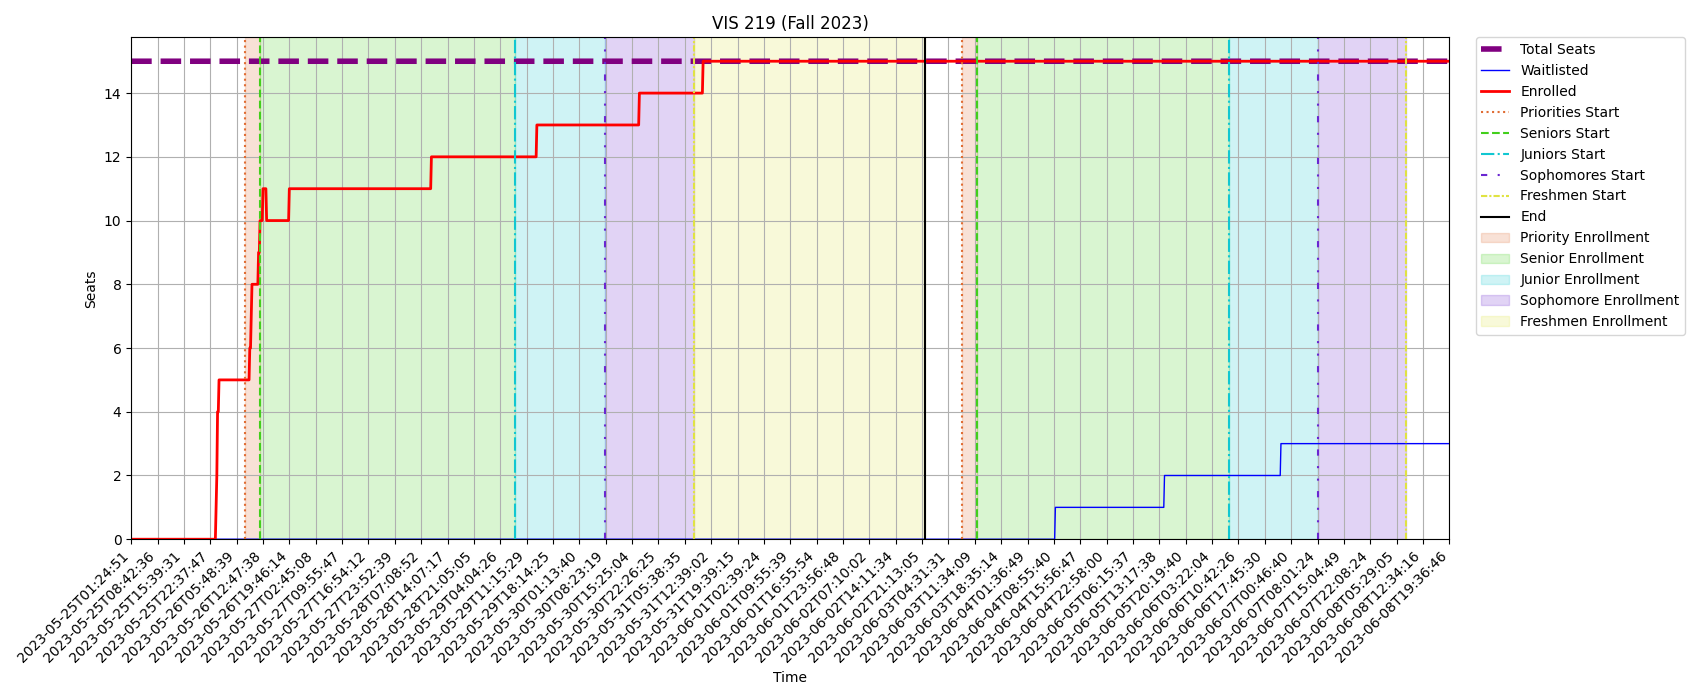 VIS 219 (Fall 2023)
Seats
14
12
10
8
6
4
2
0
2023-05-25T01:24:51
2023-05-25T08:42:36
2023-05-25T15:39:31
2023-05-25T22:37:47
2023-05-26T05:48:39
2023-05-26T12:47:38
2023-05-26T19:46:14
2023-05-27T02:45:08
2023-05-27T09:55:47
2023-05-27T16:54:12
2023-05-27T23:52:39
2023-05-28T07:08:52
2023-05-28T14:07:17
2023-05-28T21:05:05
2023-05-29T04:04:26
2023-05-29T11:15:29
2023-05-29T18:14:25
2023-05-30T01:13:40
2023-05-30T08:23:19
2023-05-30T15:25:04
2023-05-30T22:26:25
2023-05-31T05:38:35
2023-05-31T12:39:02
2023-05-31T19:39:15
2023-06-01T02:39:24
2023-06-01T09:55:39
2023-06-01T16:55:54
2023-06-01T23:56:48
2023-06-02T07:10:02
2023-06-02T14:11:34
2023-06-02T21:13:05
2023-06-03T04:31:31
2023-06-03T11:34:09
2023-06-03T18:35:14
2023-06-04T01:36:49
2023-06-04T08:55:40
2023-06-04T15:56:47
2023-06-04T22:58:00
2023-06-05T06:15:37
2023-06-05T13:17:38
2023-06-05T20:19:40
2023-06-06T03:22:04
2023-06-06T10:42:26
2023-06-06T17:45:30
2023-06-07T00:46:40
2023-06-07T08:01:24
2023-06-07T15:04:49
2023-06-07T22:08:24
2023-06-08T05:29:05
2023-06-08T12:34:16
2023-06-08T19:36:46
Time
Total Seats
Waitlisted
Enrolled
Priorities Start
Seniors Start
Juniors Start
Sophomores Start
Freshmen Start
End
Priority Enrollment
Senior Enrollment
Junior Enrollment
Sophomore Enrollment
Freshmen Enrollment